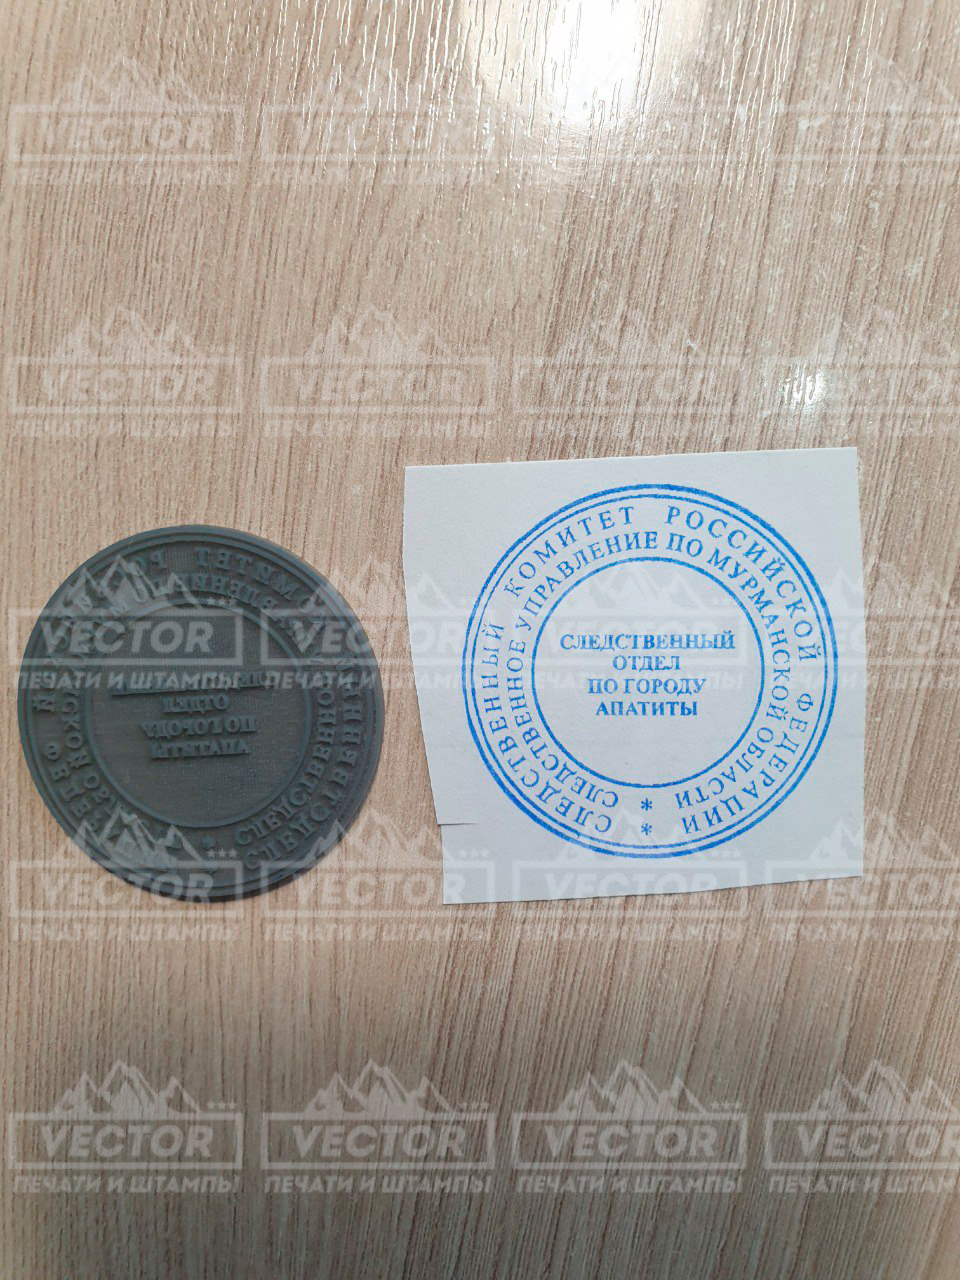 СЛЕДСТВЕННЫЙ КОМИТЕТ РОССИЙСКОЙ ФЕДЕРАЦИИ *
СЛЕДСТВЕННОЕ УПРАВЛЕНИЕ ПО МУРМАНСКОЙ ОБЛАСТИ *
СЛЕДСТВЕННЫЙ
ОТДЕЛ
ПО ГОРОДУ
АПАТИТЫ
VECTOR
ПЕЧАТИ И ШТАМПЫ